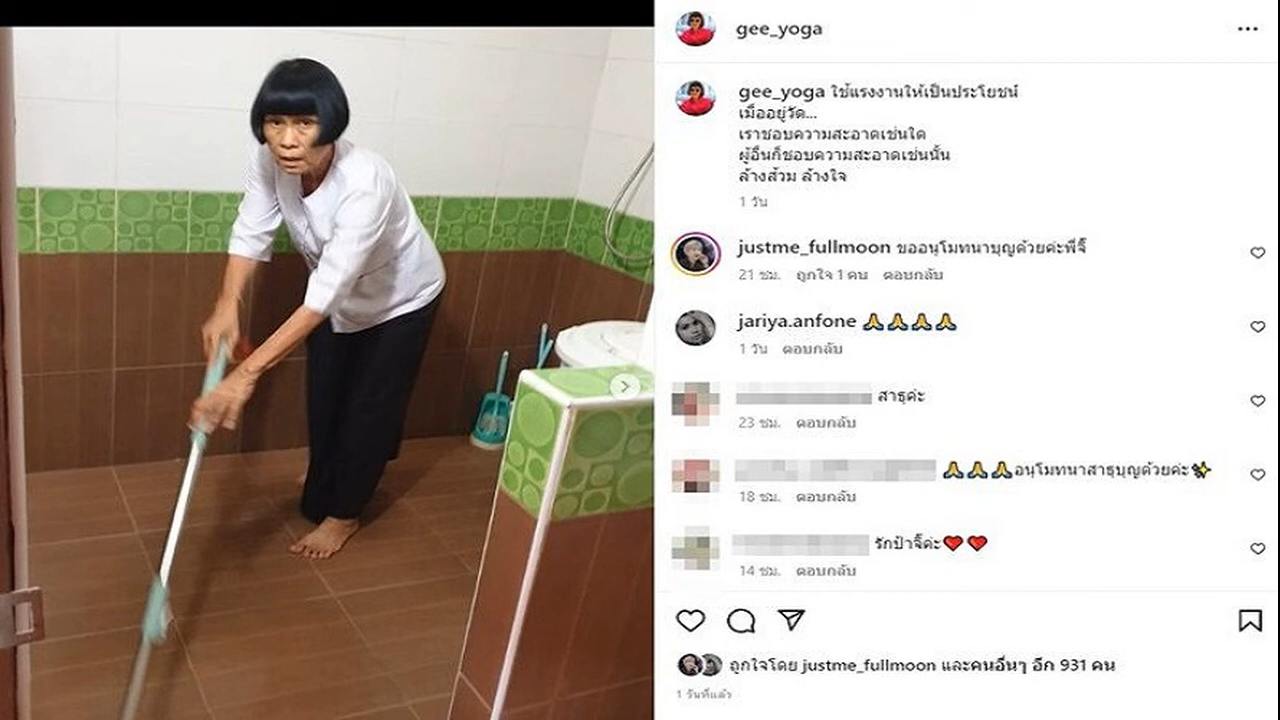 gee_yoga
gee_yoga ใช้แรงงานให้เป็นประโยชน์
เมื่ออยู่วัด...
เราชอบความสะอาดเช่นใด
ผู้อื่นก็ชอบความสะอาดเช่นนั้น
ล้างส้วม ล้างใจ
1 วัน
justme_fullmoon ขออนุโมทนาบุญด้วยค่ะพี่จี๊
21 ชม. ถูกใจ 1 คน ตอบกลับ
jariya.anfone 🙏🙏🙏🙏
1 วัน ตอบกลับ
สาธุค่ะ
23 ชม. ตอบกลับ
🙏🙏🙏อนุโมทนาสาธุบุญด้วยค่ะ✨
18 ชม. ตอบกลับ
รักป้าจี๊ค่ะ❤️❤️
14 ชม. ตอบกลับ
ถูกใจโดย justme_fullmoon และคนอื่นๆ อีก 931 คน
1 วันที่แล้ว